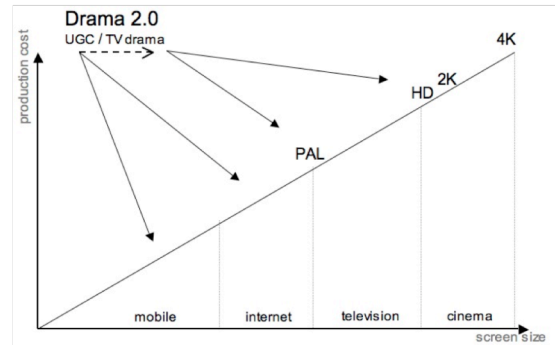 Drama 2.0
UGC / TV drama
production cost
4K
2K
HD
PAL
mobile
internet
television
cinema
screen size